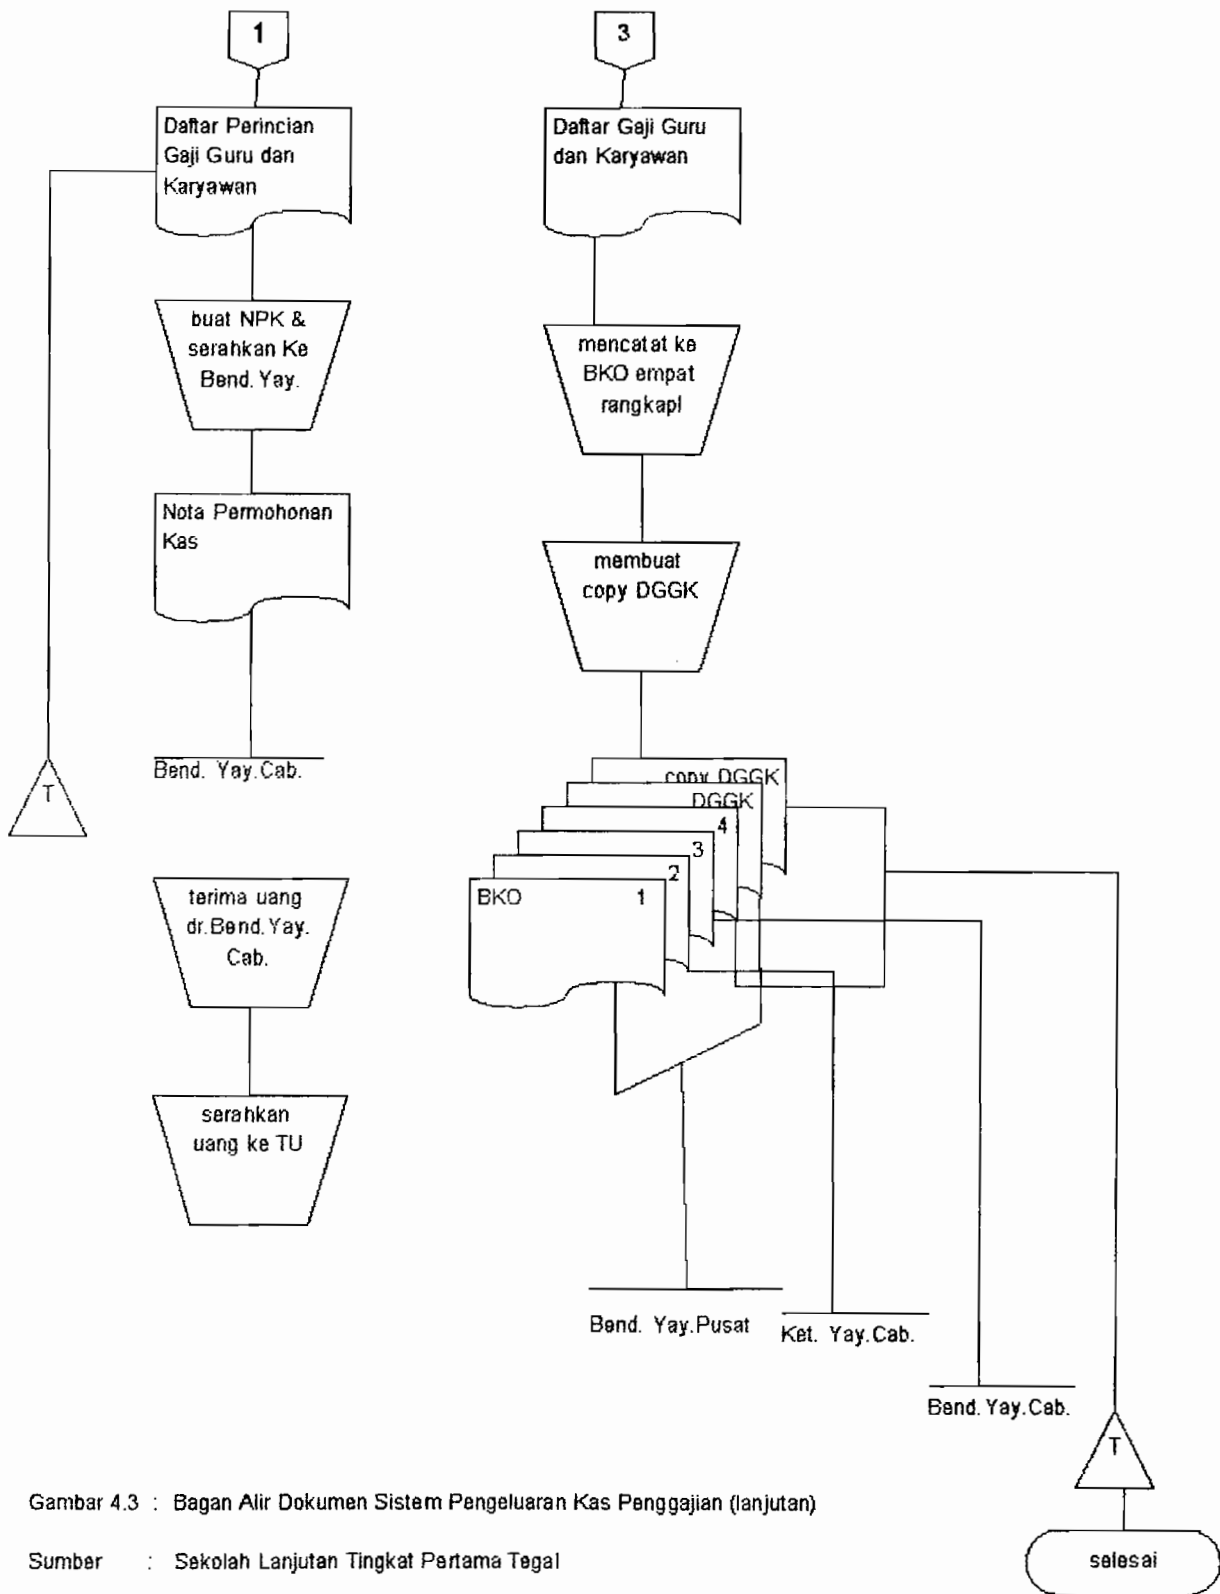 1
Daftar Perincian
Gaji Guru dan
Karyawan
buat NPK &
serahkan Ke
Bend. Yay.
Nota Permohonan
Kas
Bend. Yay.Cab.
T
terima uang
dr.Bend.Yay.
Cab.
serahkan
uang ke TU
3
Daftar Gaji Guru
dan Karyawan
mencatat ke
BKO empat
rangkapl
membuat
copy DGGK
copy DGGK
DGGK
4
3
2
BKO 1
Bend. Yay.Pusat
Ket. Yay.Cab.
Bend. Yay.Cab.
T
selesai
Gambar 4.3 : Bagan Alir Dokumen Sistem Pengeluaran Kas Penggajian (lanjutan)
Sumber : Sekolah Lanjutan Tingkat Pertama Tegal